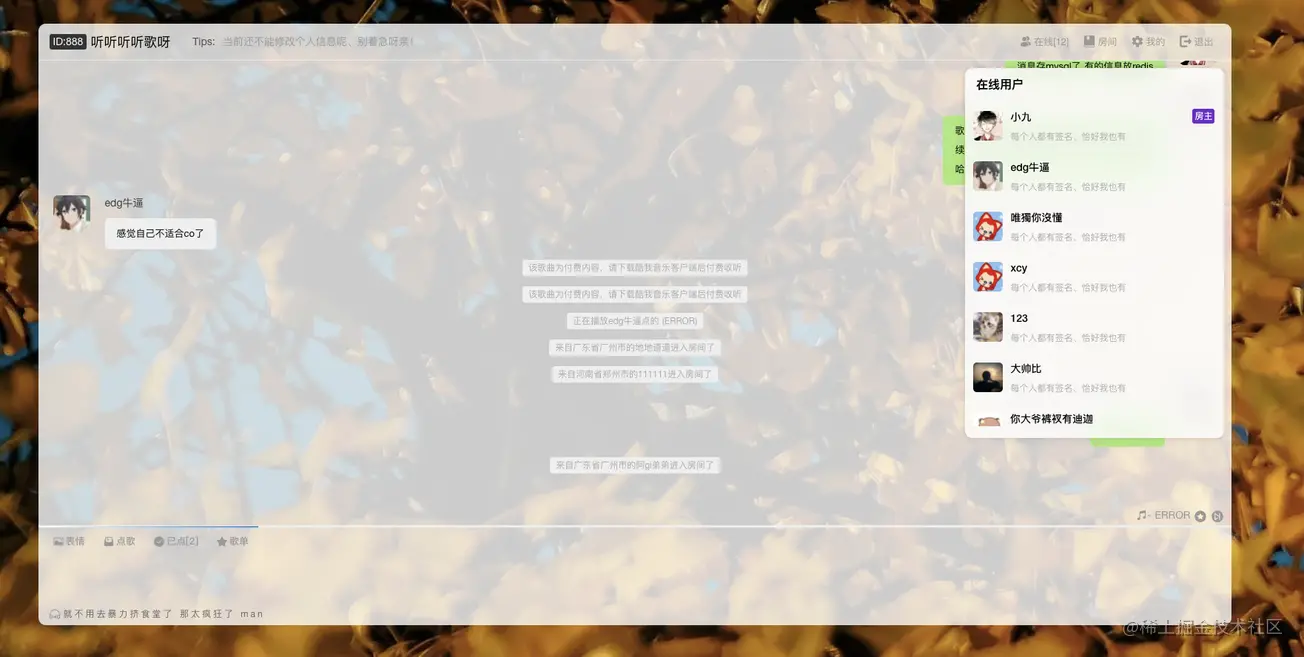 ID:888 听听听听歌呀 Tips: 当前还不能修改个人信息呢、别着急呀亲!
在线[12] 房间 我的 退出
消息存mysql了 有的信息放redis
在线用户
小九 房主
每个人都有签名、恰好我也有
edg牛逼
每个人都有签名、恰好我也有
唯獨你沒懂
每个人都有签名、恰好我也有
xcy
每个人都有签名、恰好我也有
123
每个人都有签名、恰好我也有
大帅比
每个人都有签名、恰好我也有
你大爷裤衩有迪迦
歌
续
哈
edg牛逼
感觉自己不适合co了
该歌曲为付费内容、请下载酷我音乐客户端后付费收听
该歌曲为付费内容、请下载酷我音乐客户端后付费收听
正在播放edg牛逼点的 (ERROR)
来自广东省广州市的地地道道进入房间了
来自河南省郑州市的111111进入房间了
来自广东省广州市的阿gi弟弟进入房间了
- ERROR
表情 点歌 已点[2] 歌单
就不用去暴力挤食堂了 那太疯狂了 man
@稀土掘金技术社区